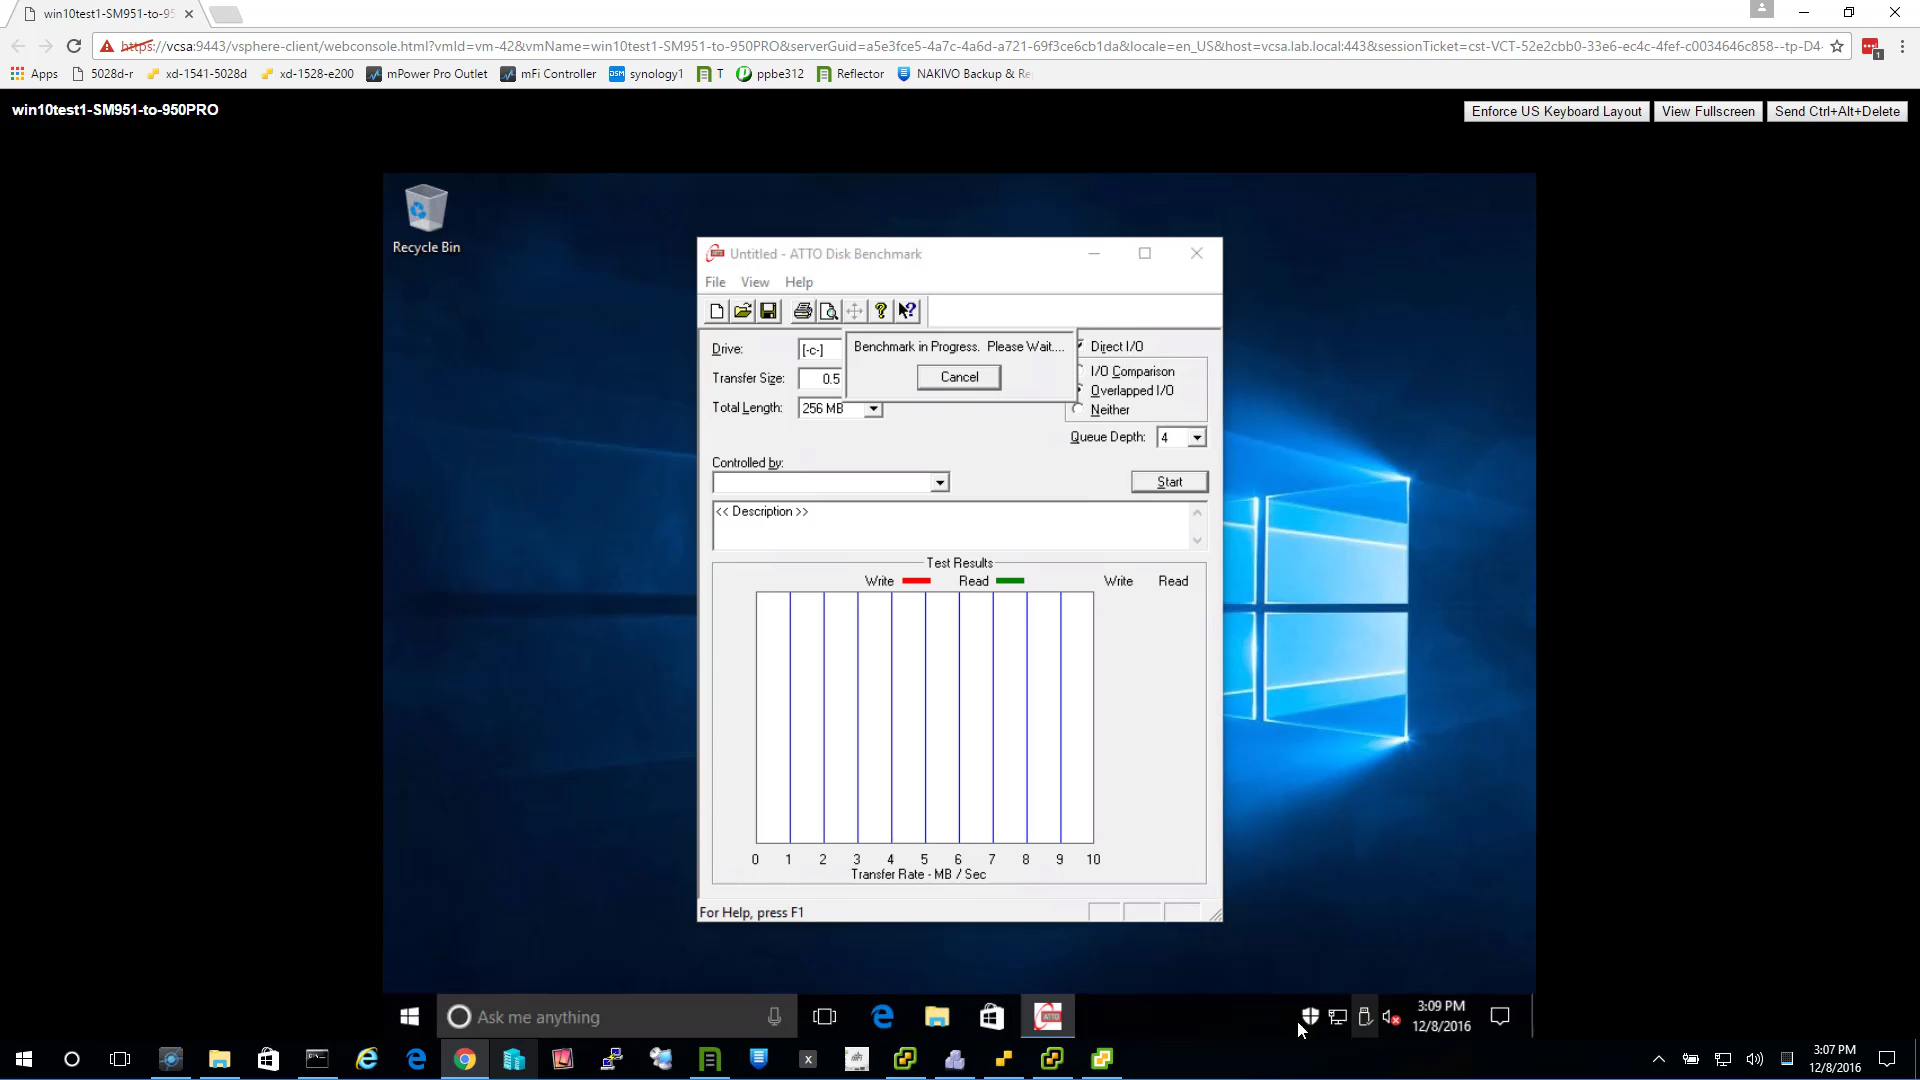 win10test1-SM951-to-95
https://vcsa:9443/vsphere-client/webconsole.html?vmId=vm-42&vmName=win10test1-SM951-to-950PRO&serverGuid=a5e3fce5-4a7c-4a6d-a721-69f3ce6cb1da&locale=en_US&host=vcsa.lab.local:443&sessionTicket=cst-VCT-52e2cbb0-33e6-ec4c-4fef-c0034646c858--tp-D4-
1
Apps 5028d-r xd-1541-5028d xd-1528-e200 mPower Pro Outlet mFi Controller DSM synology1 T ppbe312 Reflector NAKIVO Backup & Re
win10test1-SM951-to-950PRO
Enforce US Keyboard Layout View Fullscreen Send Ctrl+Alt+Delete
Recycle Bin
Untitled - ATTO Disk Benchmark
File View Help
Drive: [-c-]
Benchmark in Progress. Please Wait....
Direct I/O
Transfer Size: 0.5
Cancel
I/O Comparison
Overlapped I/O
Total Length: 256 MB
Neither
Queue Depth: 4
Controlled by:
Start
<< Description >>
Test Results
Write Read Write Read
0 1 2 3 4 5 6 7 8 9 10
Transfer Rate - MB / Sec
For Help, press F1
Ask me anything
ATTO
3:09 PM
12/8/2016
3:07 PM
12/8/2016